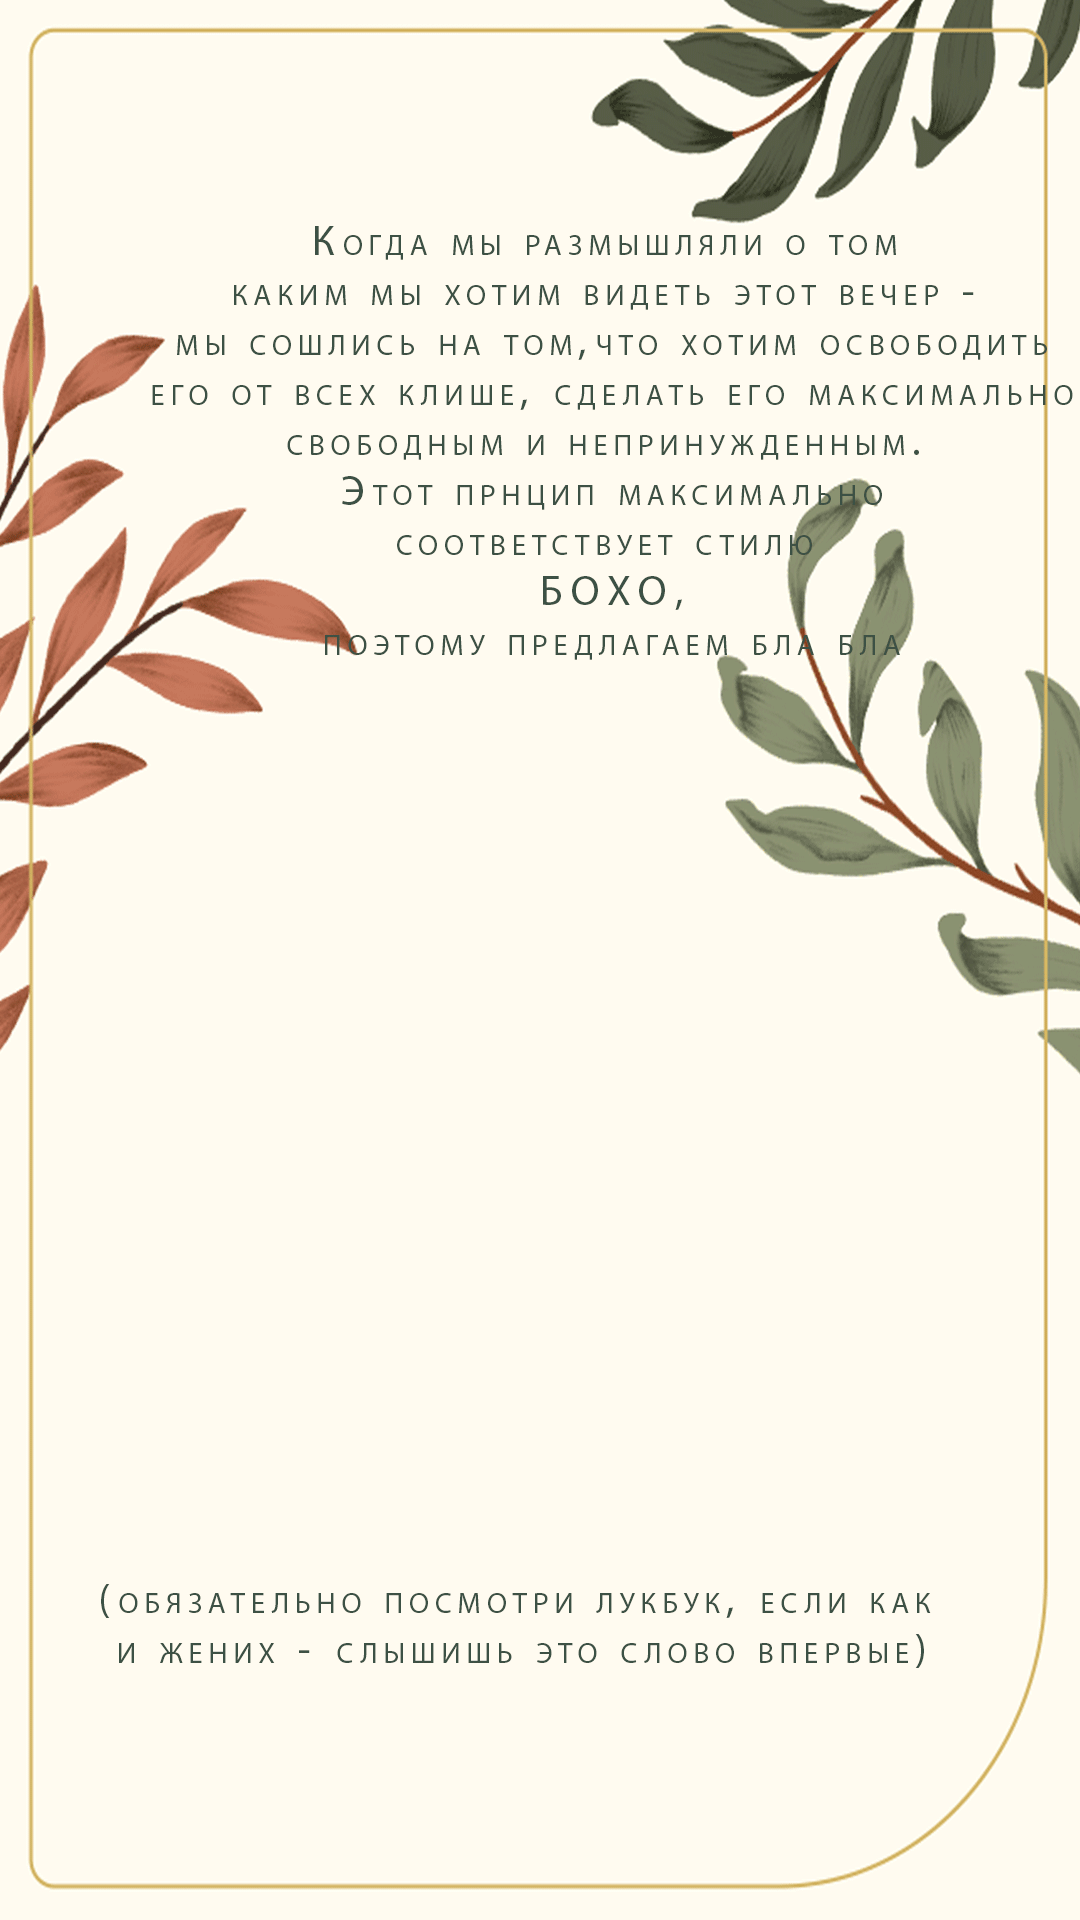 Когда мы размышляли о том
каким мы хотим видеть этот вечер -
мы сошлись на том,что хотим освободить
его от всех клише, сделать его максимально
свободным и непринужденным.
Этот прнцип максимально
соответствует стилю
БОХО,
поэтому предлагаем бла бла
(обязательно посмотри лукбук, если как
и жених - слышишь это слово впервые)